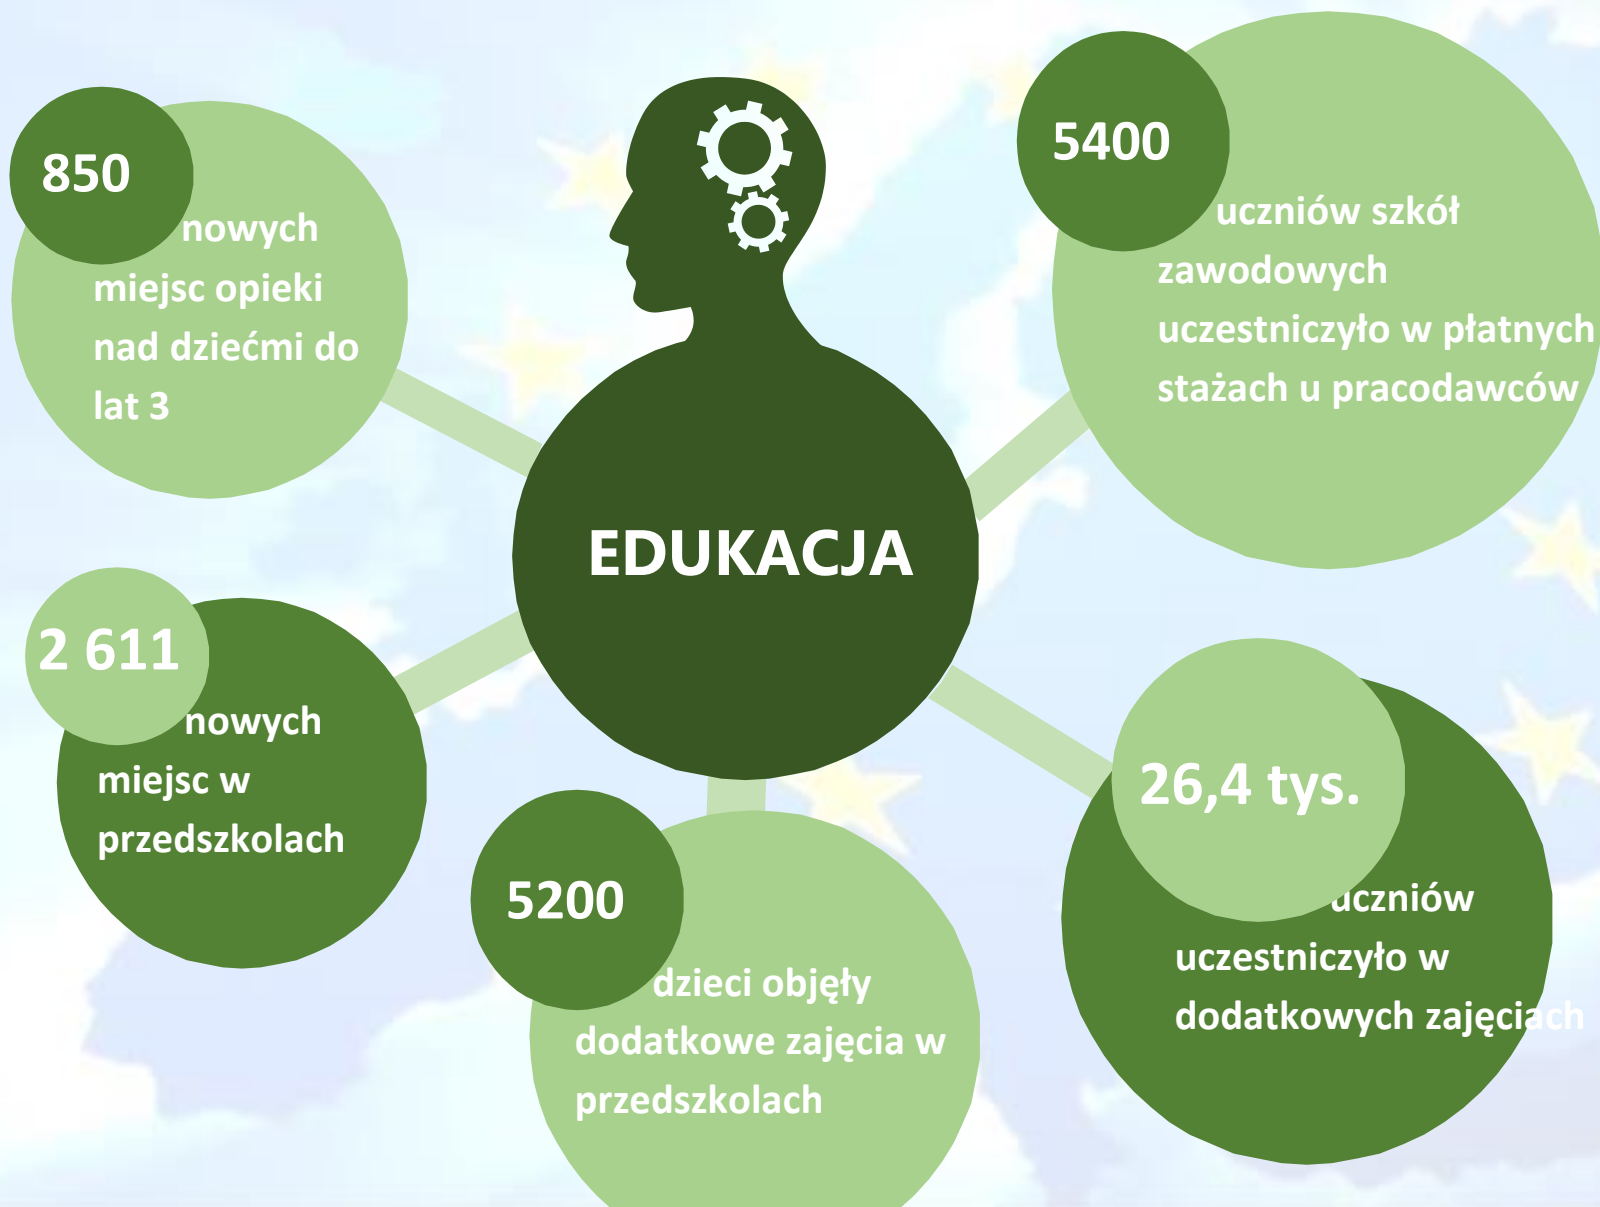 850
nowych
miejsc opieki
nad dziećmi do
lat 3
5400
uczniów szkół
zawodowych
uczestniczyło w płatnych
stażach u pracodawców
EDUKACJA
2 611
nowych
miejsc w
przedszkolach
5200
dzieci objęły
dodatkowe zajęcia w
przedszkolach
26,4 tys.
uczniów
uczestniczyło w
dodatkowych zajęciach